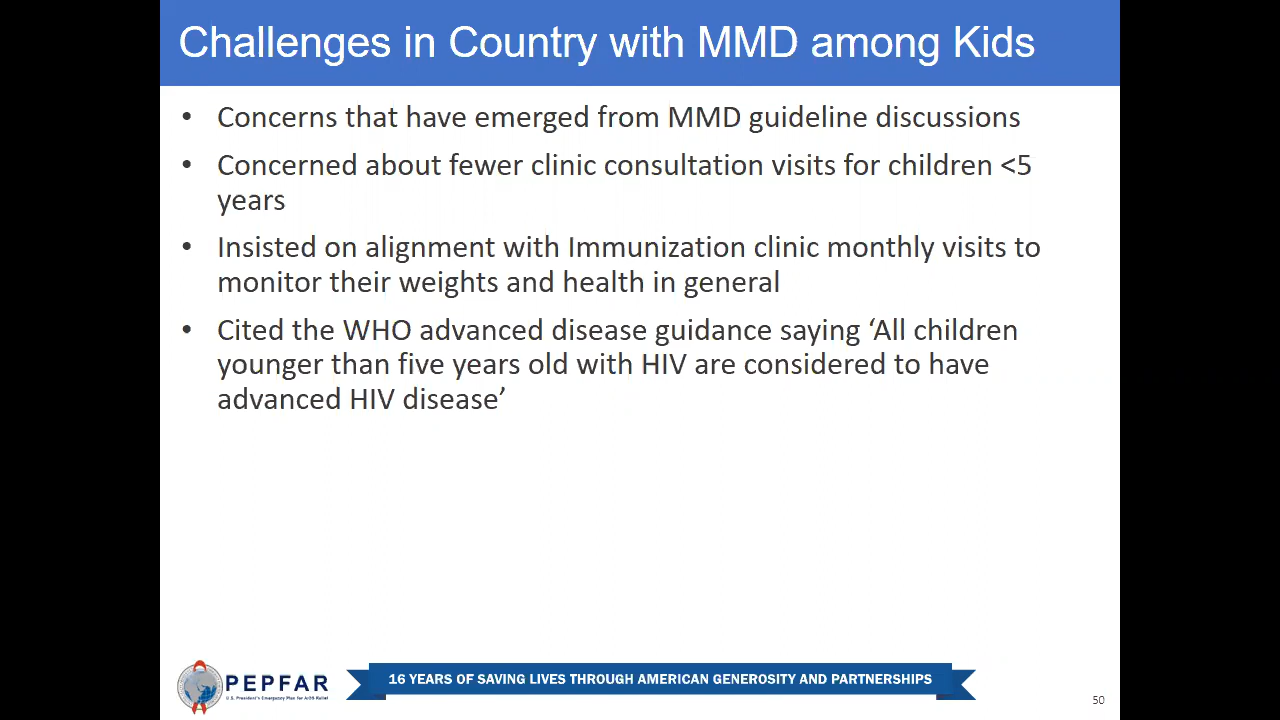 Challenges in Country with MMD among Kids
• Concerns that have emerged from MMD guideline discussions
• Concerned about fewer clinic consultation visits for children <5
years
• Insisted on alignment with Immunization clinic monthly visits to
monitor their weights and health in general
• Cited the WHO advanced disease guidance saying ‘All children
younger than five years old with HIV are considered to have
advanced HIV disease’
PEPFAR
U.S. President's Emergency Plan for AIDS Relief
16 YEARS OF SAVING LIVES THROUGH AMERICAN GENEROSITY AND PARTNERSHIPS
50